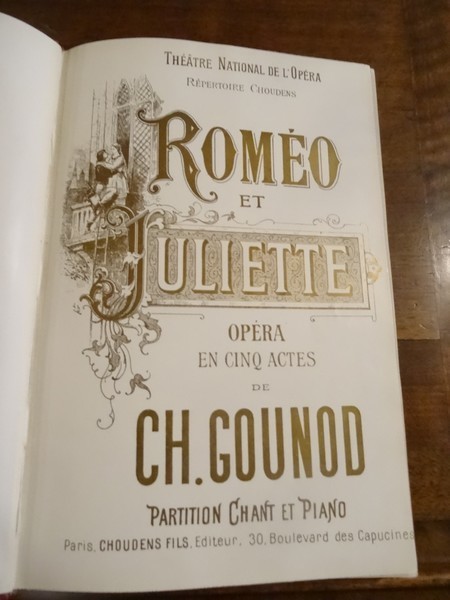 THÉÂTRE NATIONAL DE L'OPÉRA
RÉPERTOIRE CHOUDENS
ROMÉO
ET
JULIETTE
OPÉRA
EN CINQ ACTES
DE
CH. GOUNOD
PARTITION CHANT ET PIANO
Paris, CHOUDENS FILS, Editeur, 30, Boulevard des Capucines